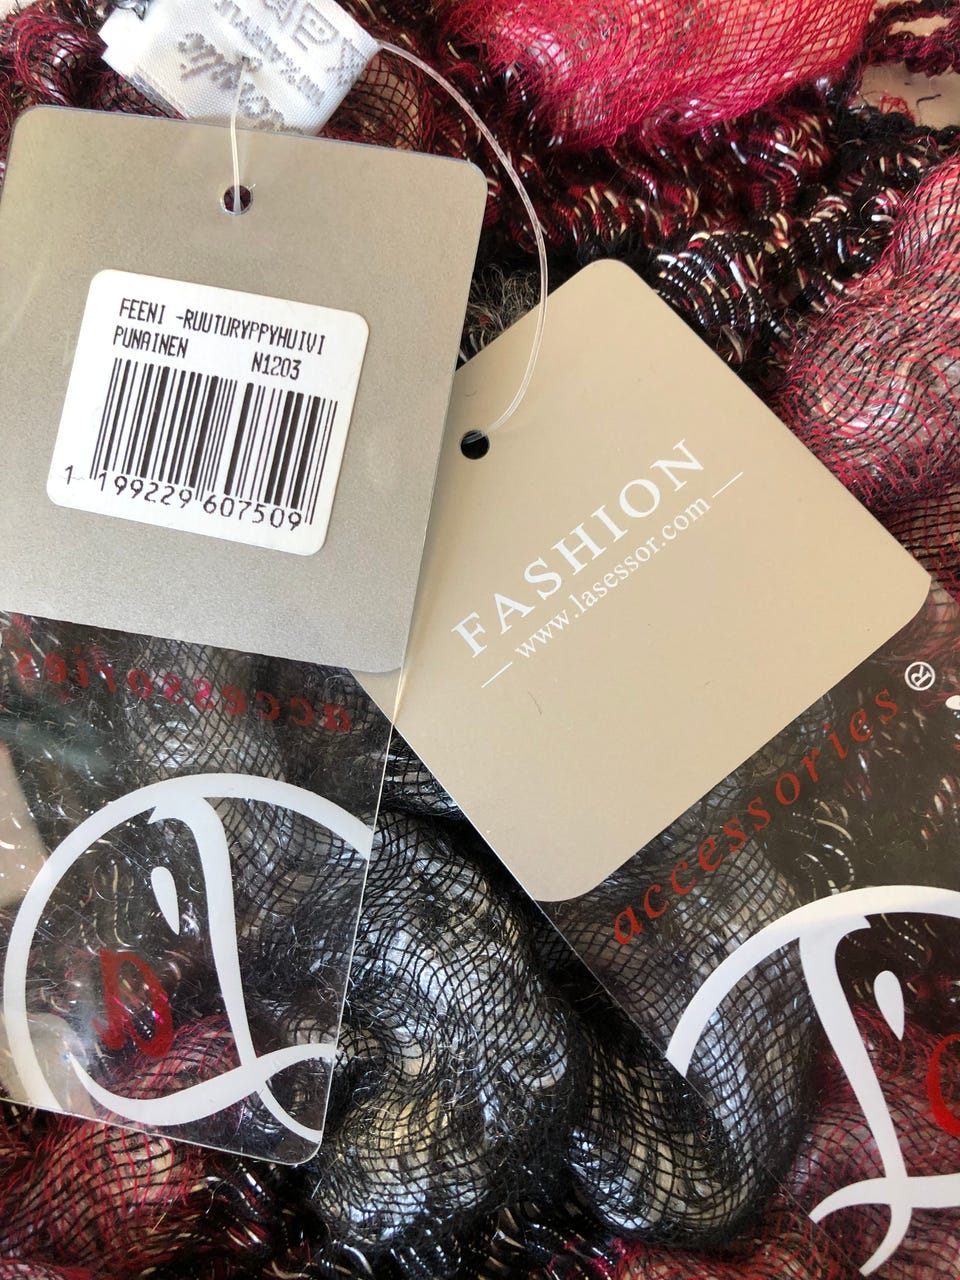 FEENI -RUUTURYPPYHUIVI
PUNAINEN N1203
1 199229 607509
FASHION
www.lasessor.com
accessories
accessories ®